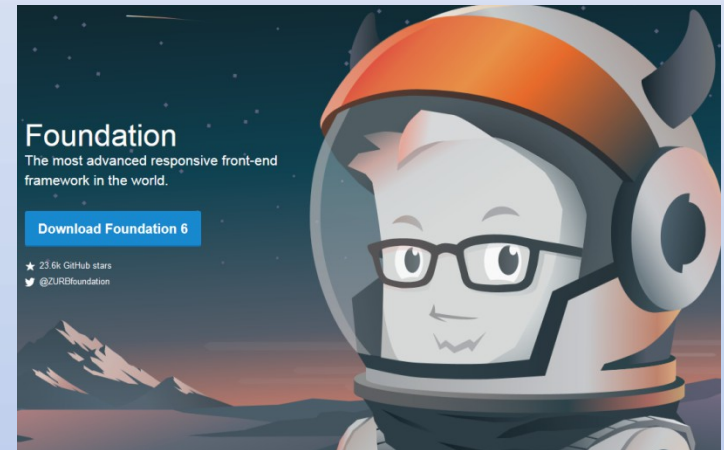 Foundation
The most advanced responsive front-end
framework in the world.
Download Foundation 6
23.6k GitHub stars
@ZURBfoundation